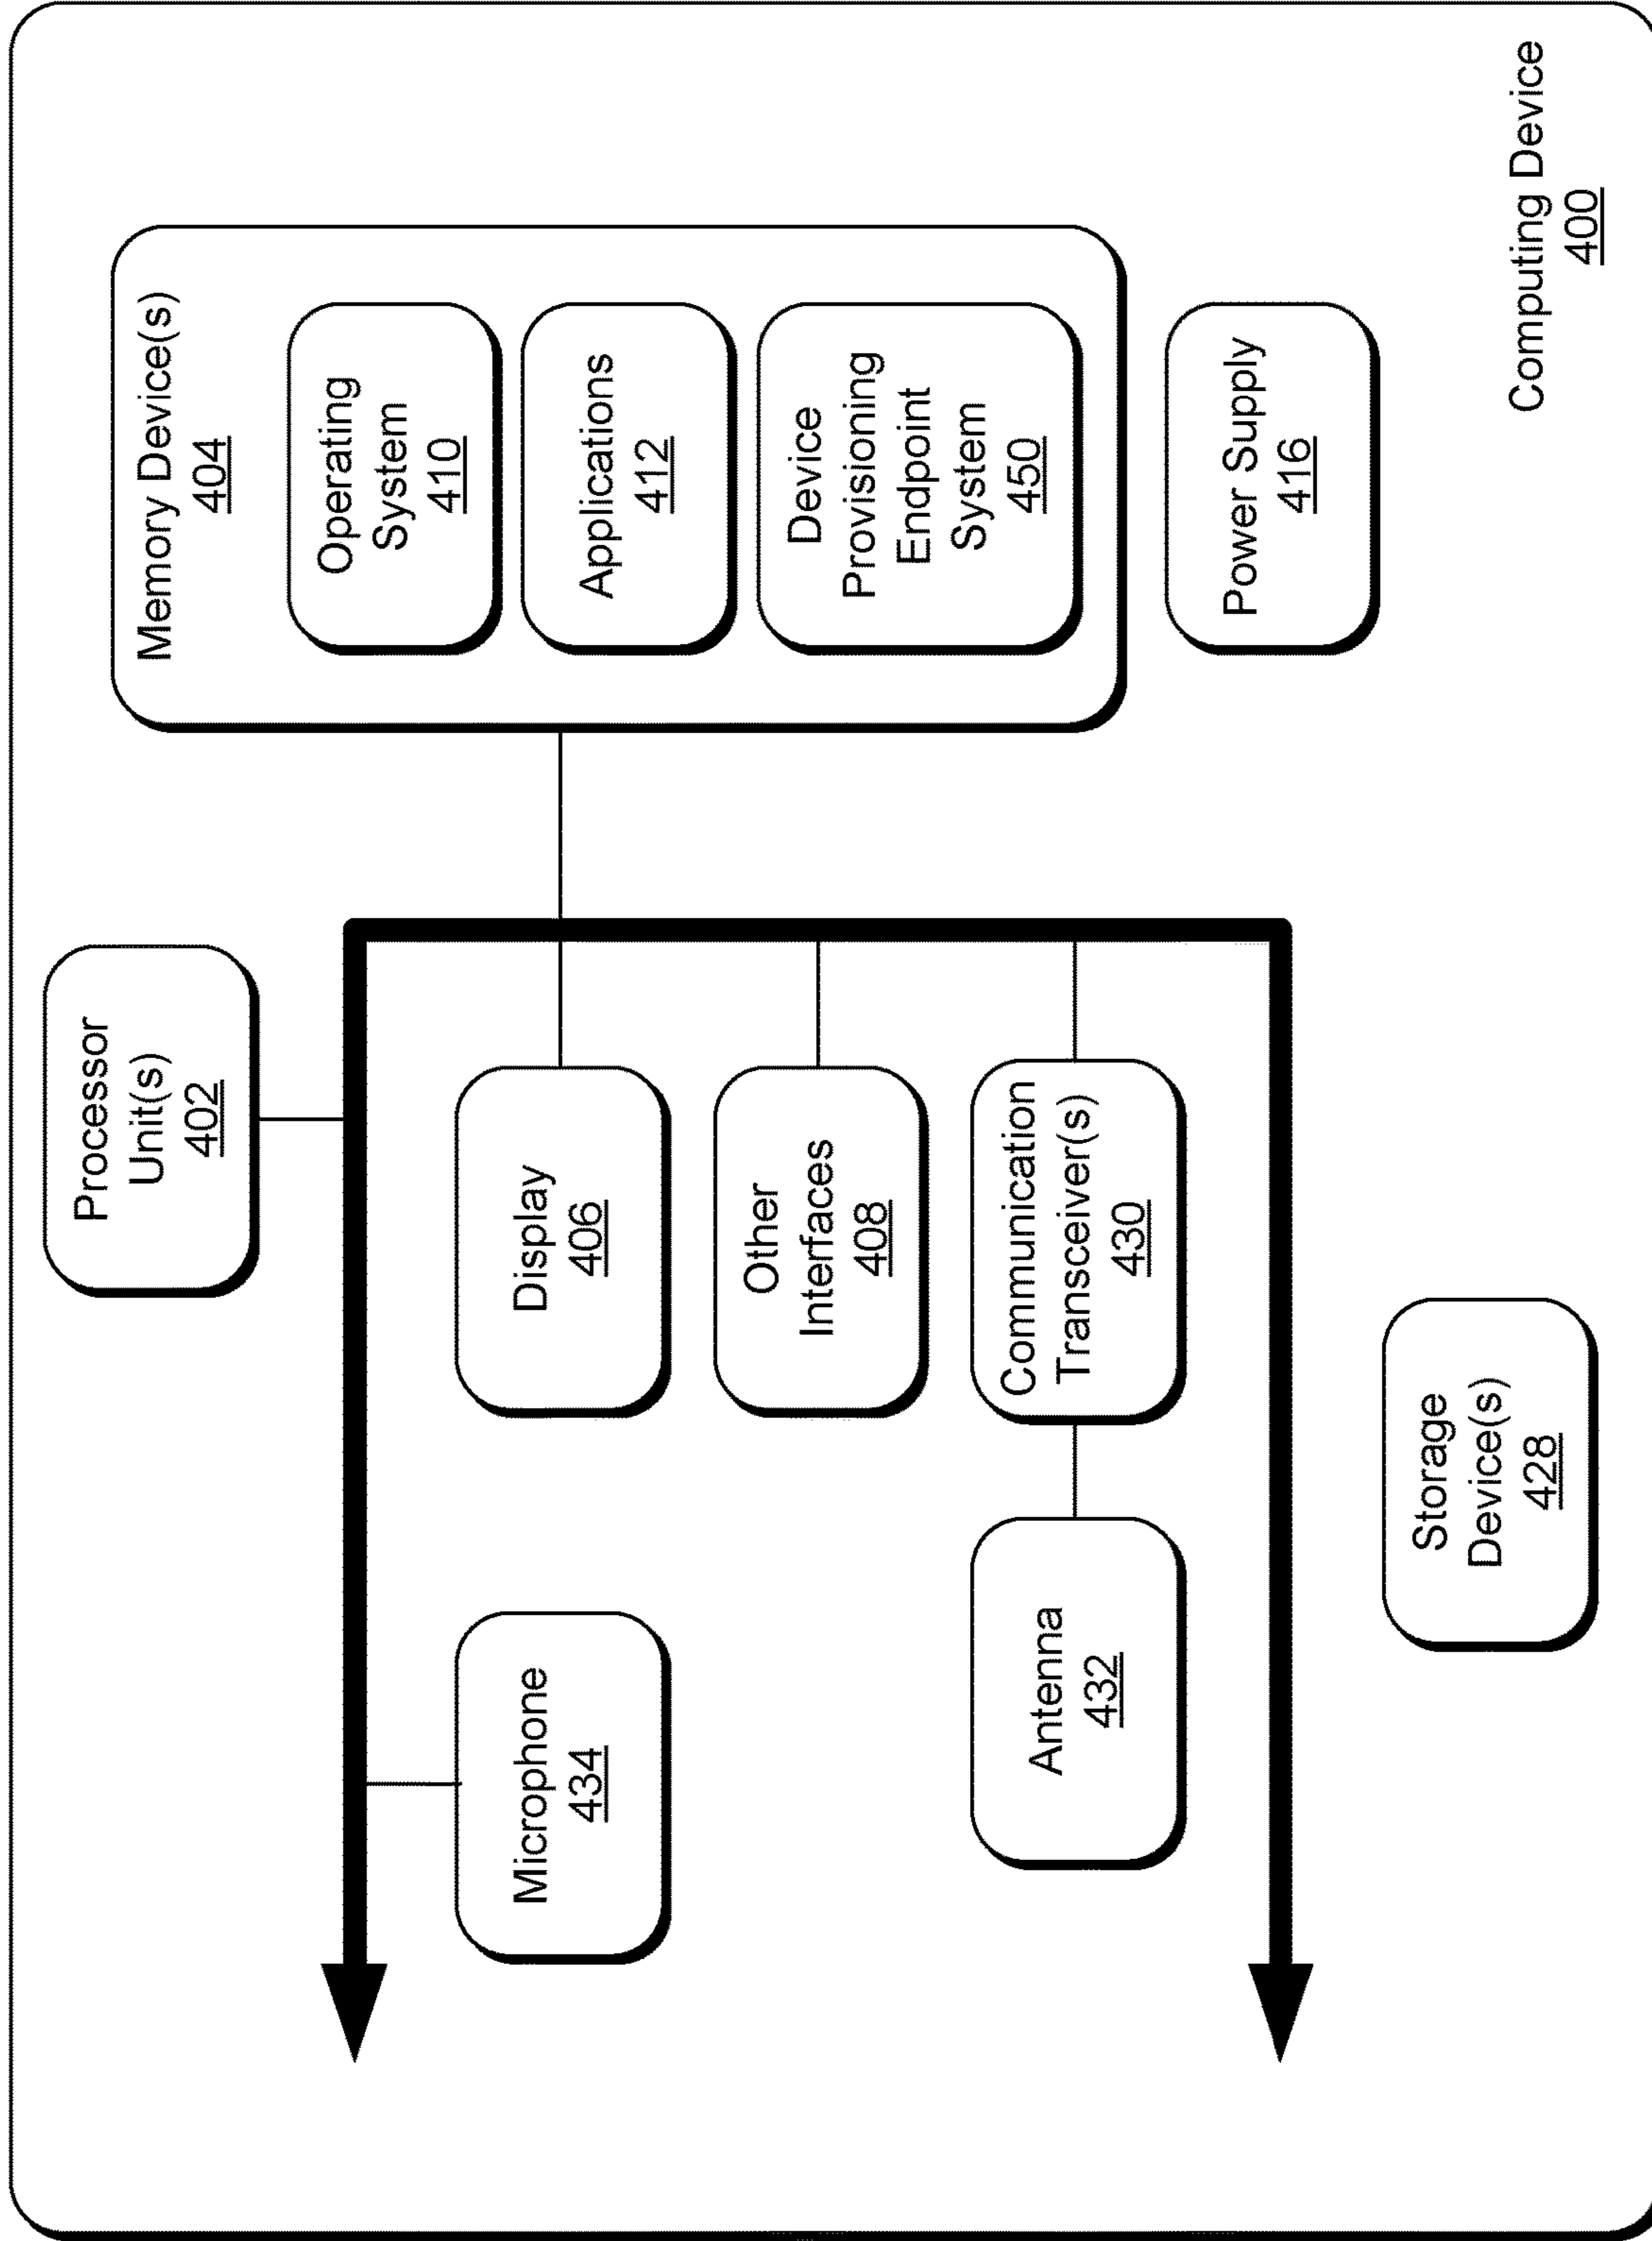 Processor
Unit(s)
402
Memory Device(s)
404
Operating
System
410
Applications
412
Device
Provisioning
Endpoint
System
450
Microphone
434
Display
406
Other
Interfaces
408
Communication
Transceiver(s)
430
Antenna
432
Power Supply
416
Storage
Device(s)
428
Computing Device
400